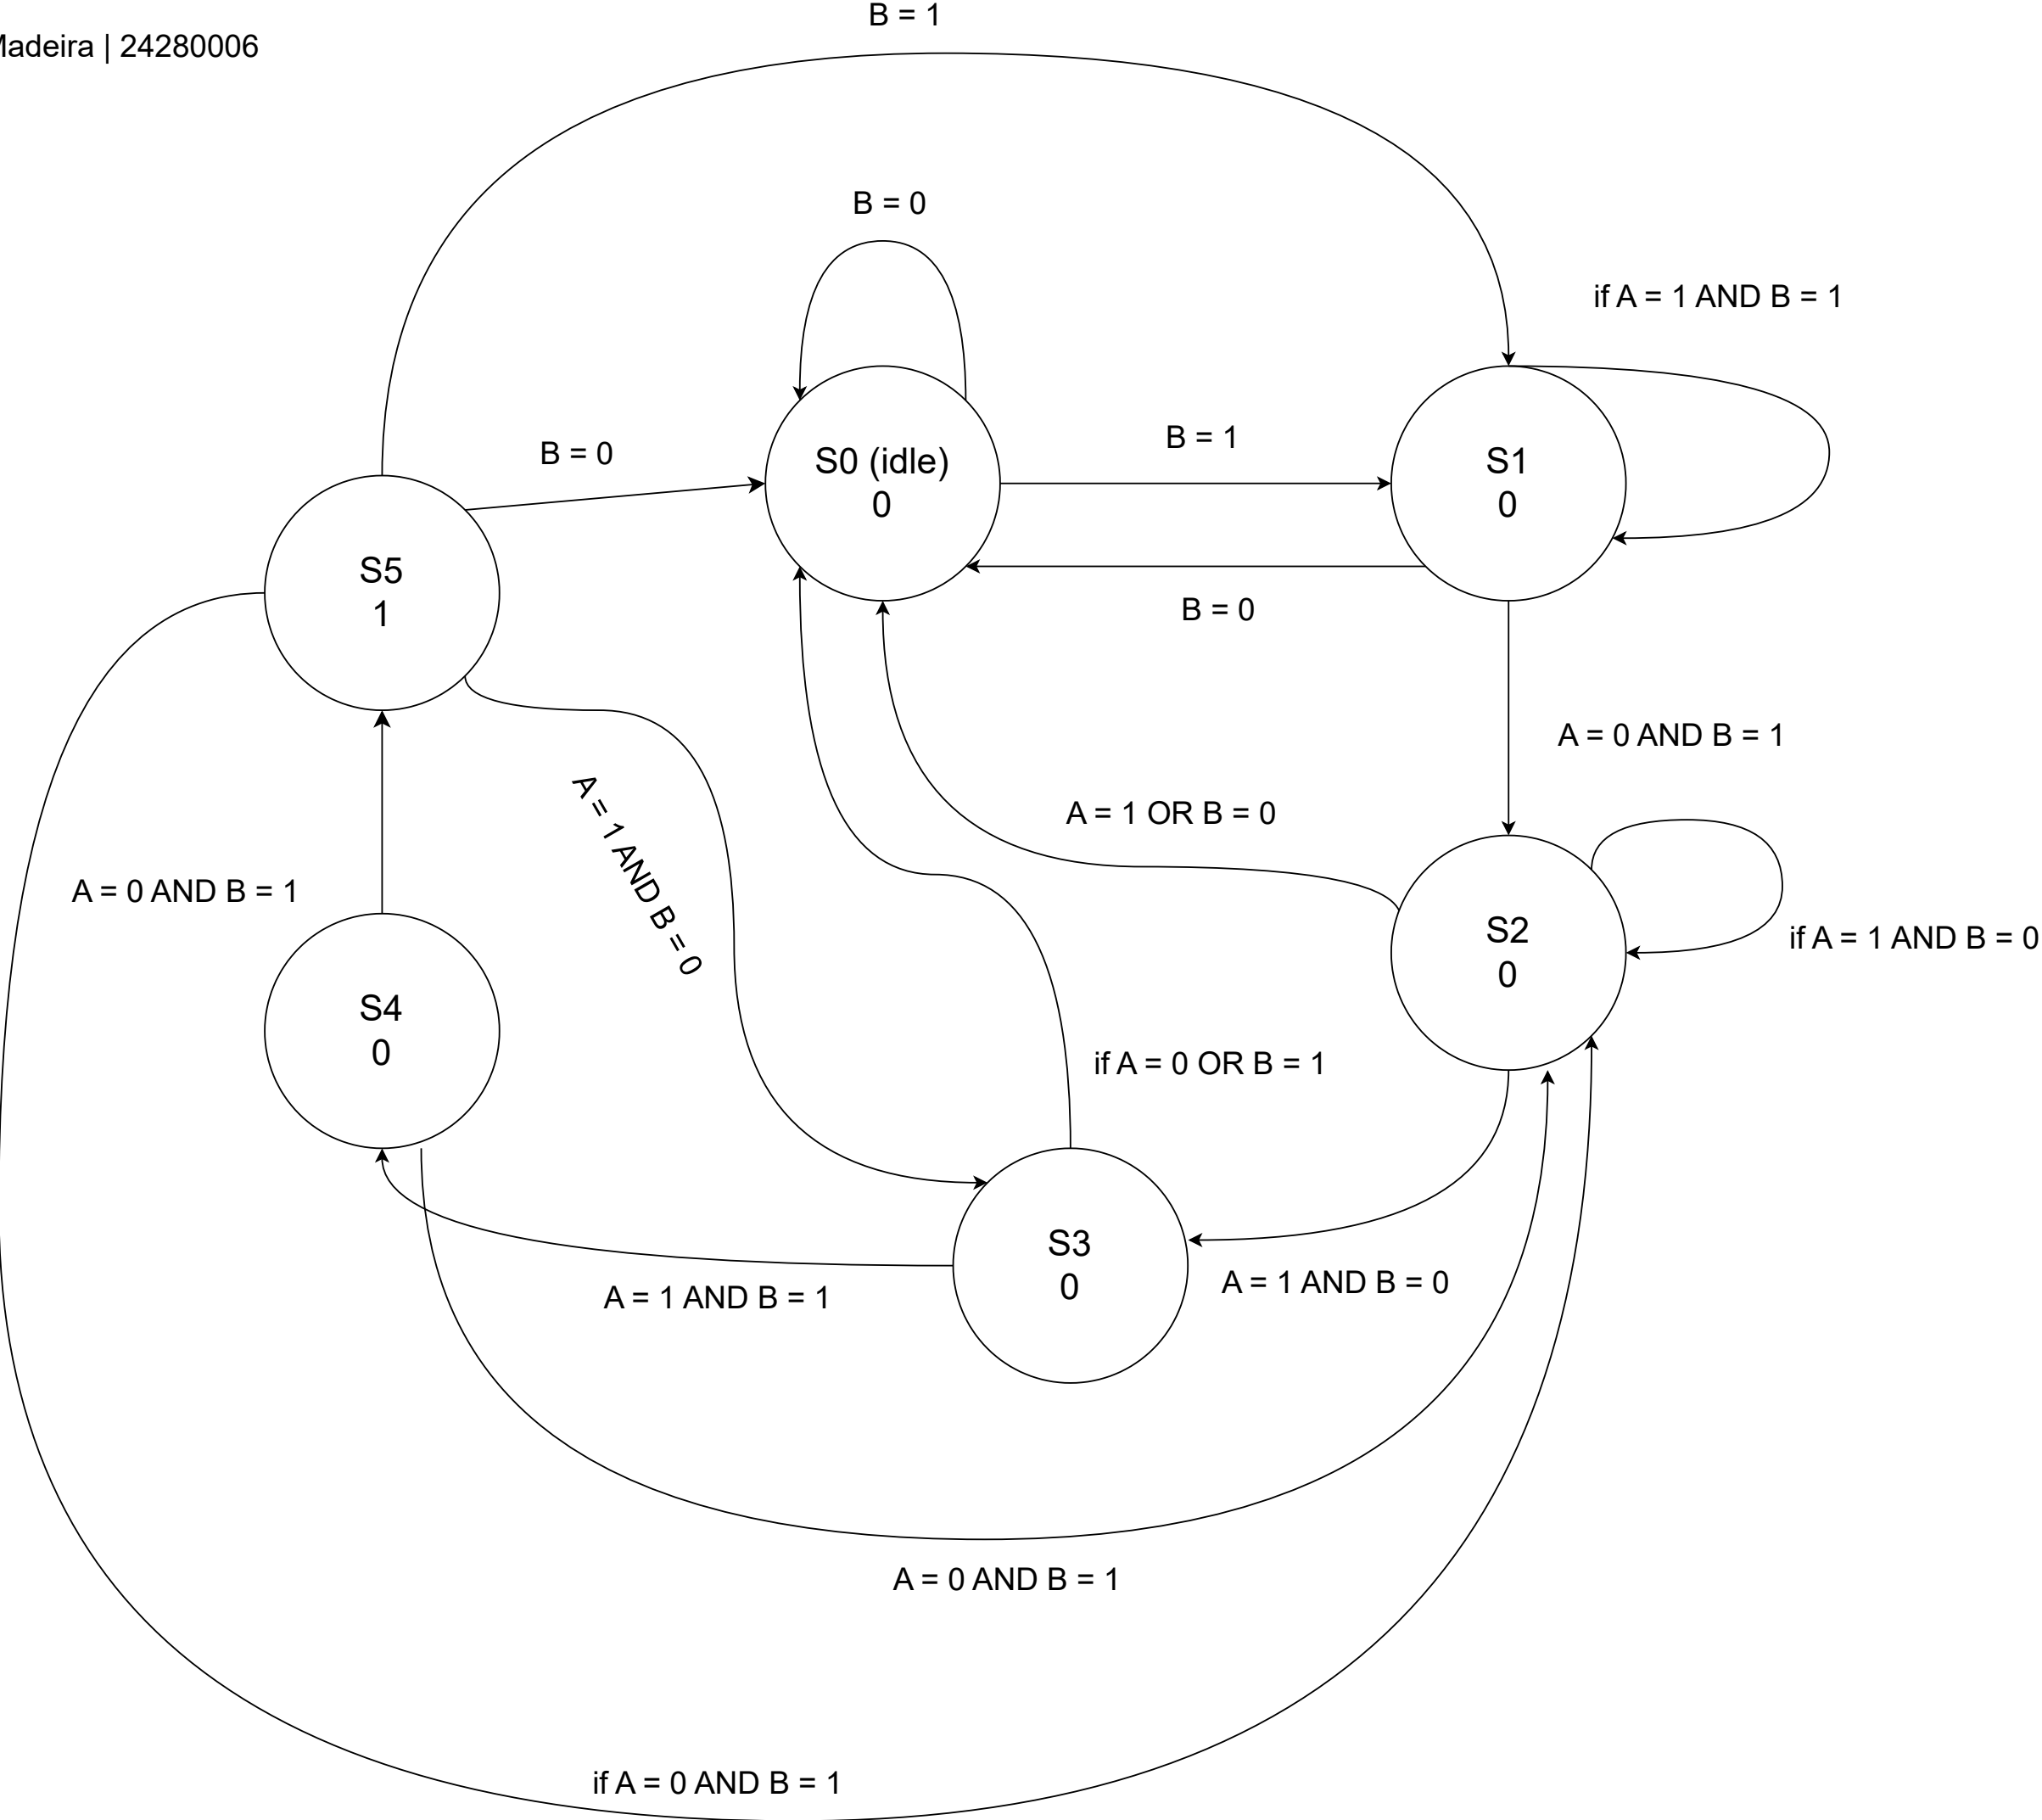 B = 1
Madeira | 24280006
B = 0
if A = 1 AND B = 1
B = 0
B = 1
S0 (idle)
0
S1
0
S5
1
B = 0
A = 0 AND B = 1
A = 1 AND B = 0
A = 1 OR B = 0
A = 0 AND B = 1
S2
0
if A = 1 AND B = 0
S4
0
if A = 0 OR B = 1
S3
0
A = 1 AND B = 1
A = 1 AND B = 0
A = 0 AND B = 1
if A = 0 AND B = 1